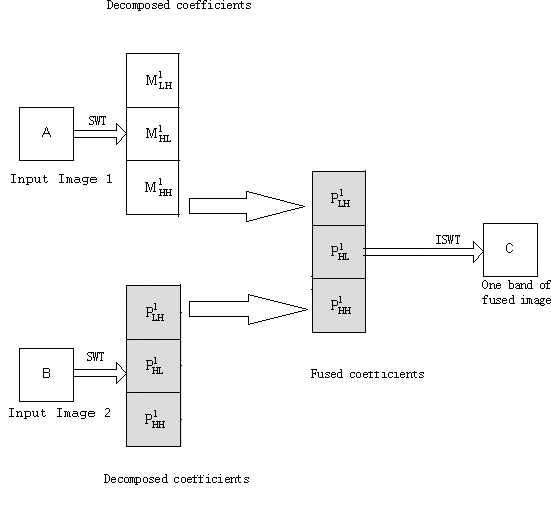 Decomposed coefficients
M¹LH
A
SWT
M¹HL
Input Image 1
M¹HH
P¹LH
P¹HL
ISWT
C
P¹HH
One band of
fused image
P¹LH
B
SWT
P¹HL
Input Image 2
P¹HH
Fused coetticients
Decomposed coefficients